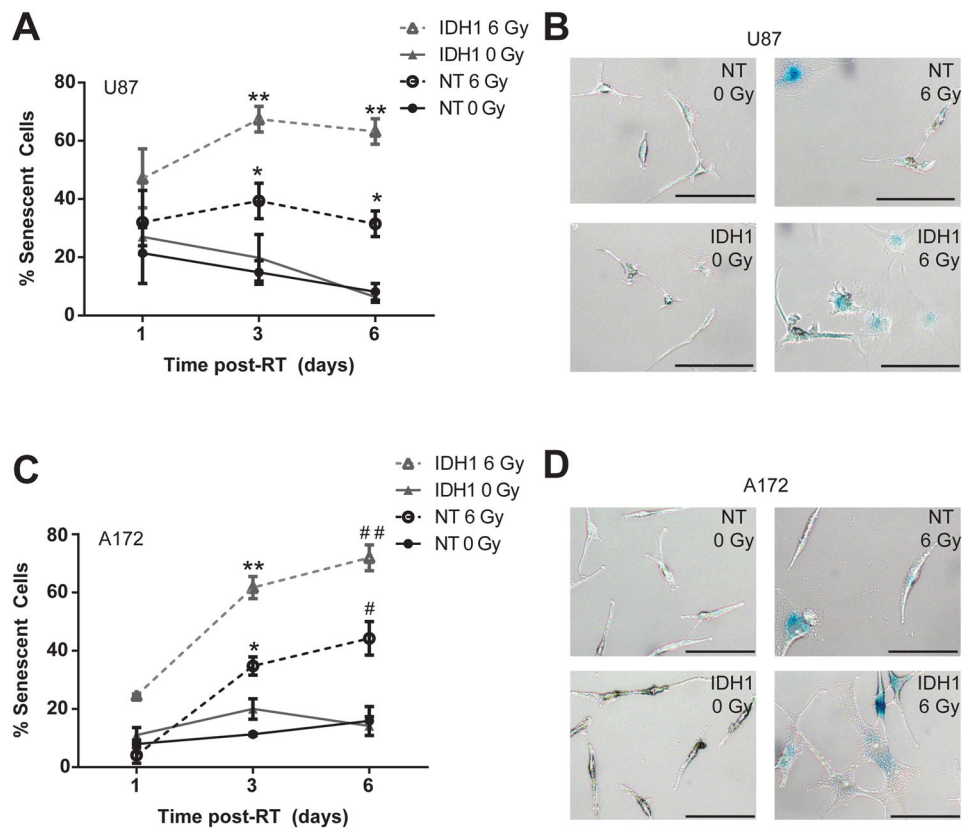 A
IDH1 6 Gy
IDH1 0 Gy
NT 6 Gy
NT 0 Gy
U87
80
60
40
20
0
% Senescent Cells
**
**
*
*
1
3
6
Time post-RT (days)
B
U87
NT
0 Gy
NT
6 Gy
IDH1
0 Gy
IDH1
6 Gy
C
IDH1 6 Gy
IDH1 0 Gy
NT 6 Gy
NT 0 Gy
A172
80
60
40
20
0
% Senescent Cells
**
##
*
#
1
3
6
Time post-RT (days)
D
A172
NT
0 Gy
NT
6 Gy
IDH1
0 Gy
IDH1
6 Gy